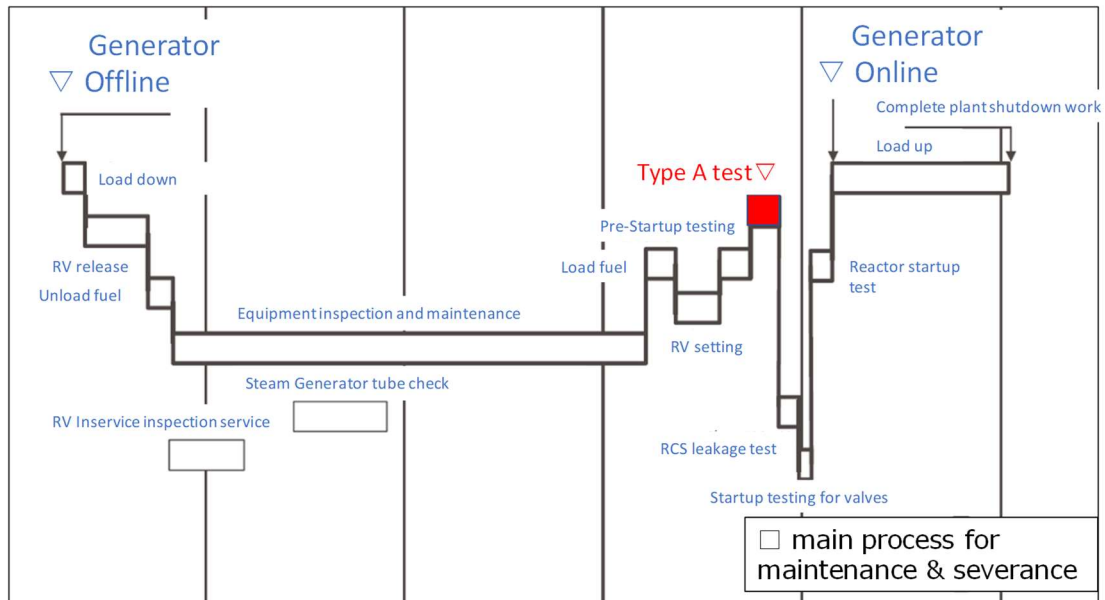 Generator
▽ Offline
Generator
▽ Online
Complete plant shutdown work
Load up
Load down
Type A test▽
Pre-Startup testing
RV release
Load fuel
Reactor startup
test
Unload fuel
Equipment inspection and maintenance
RV setting
Steam Generator tube check
RV Inservice inspection service
RCS leakage test
Startup testing for valves
□ main process for
maintenance & severance